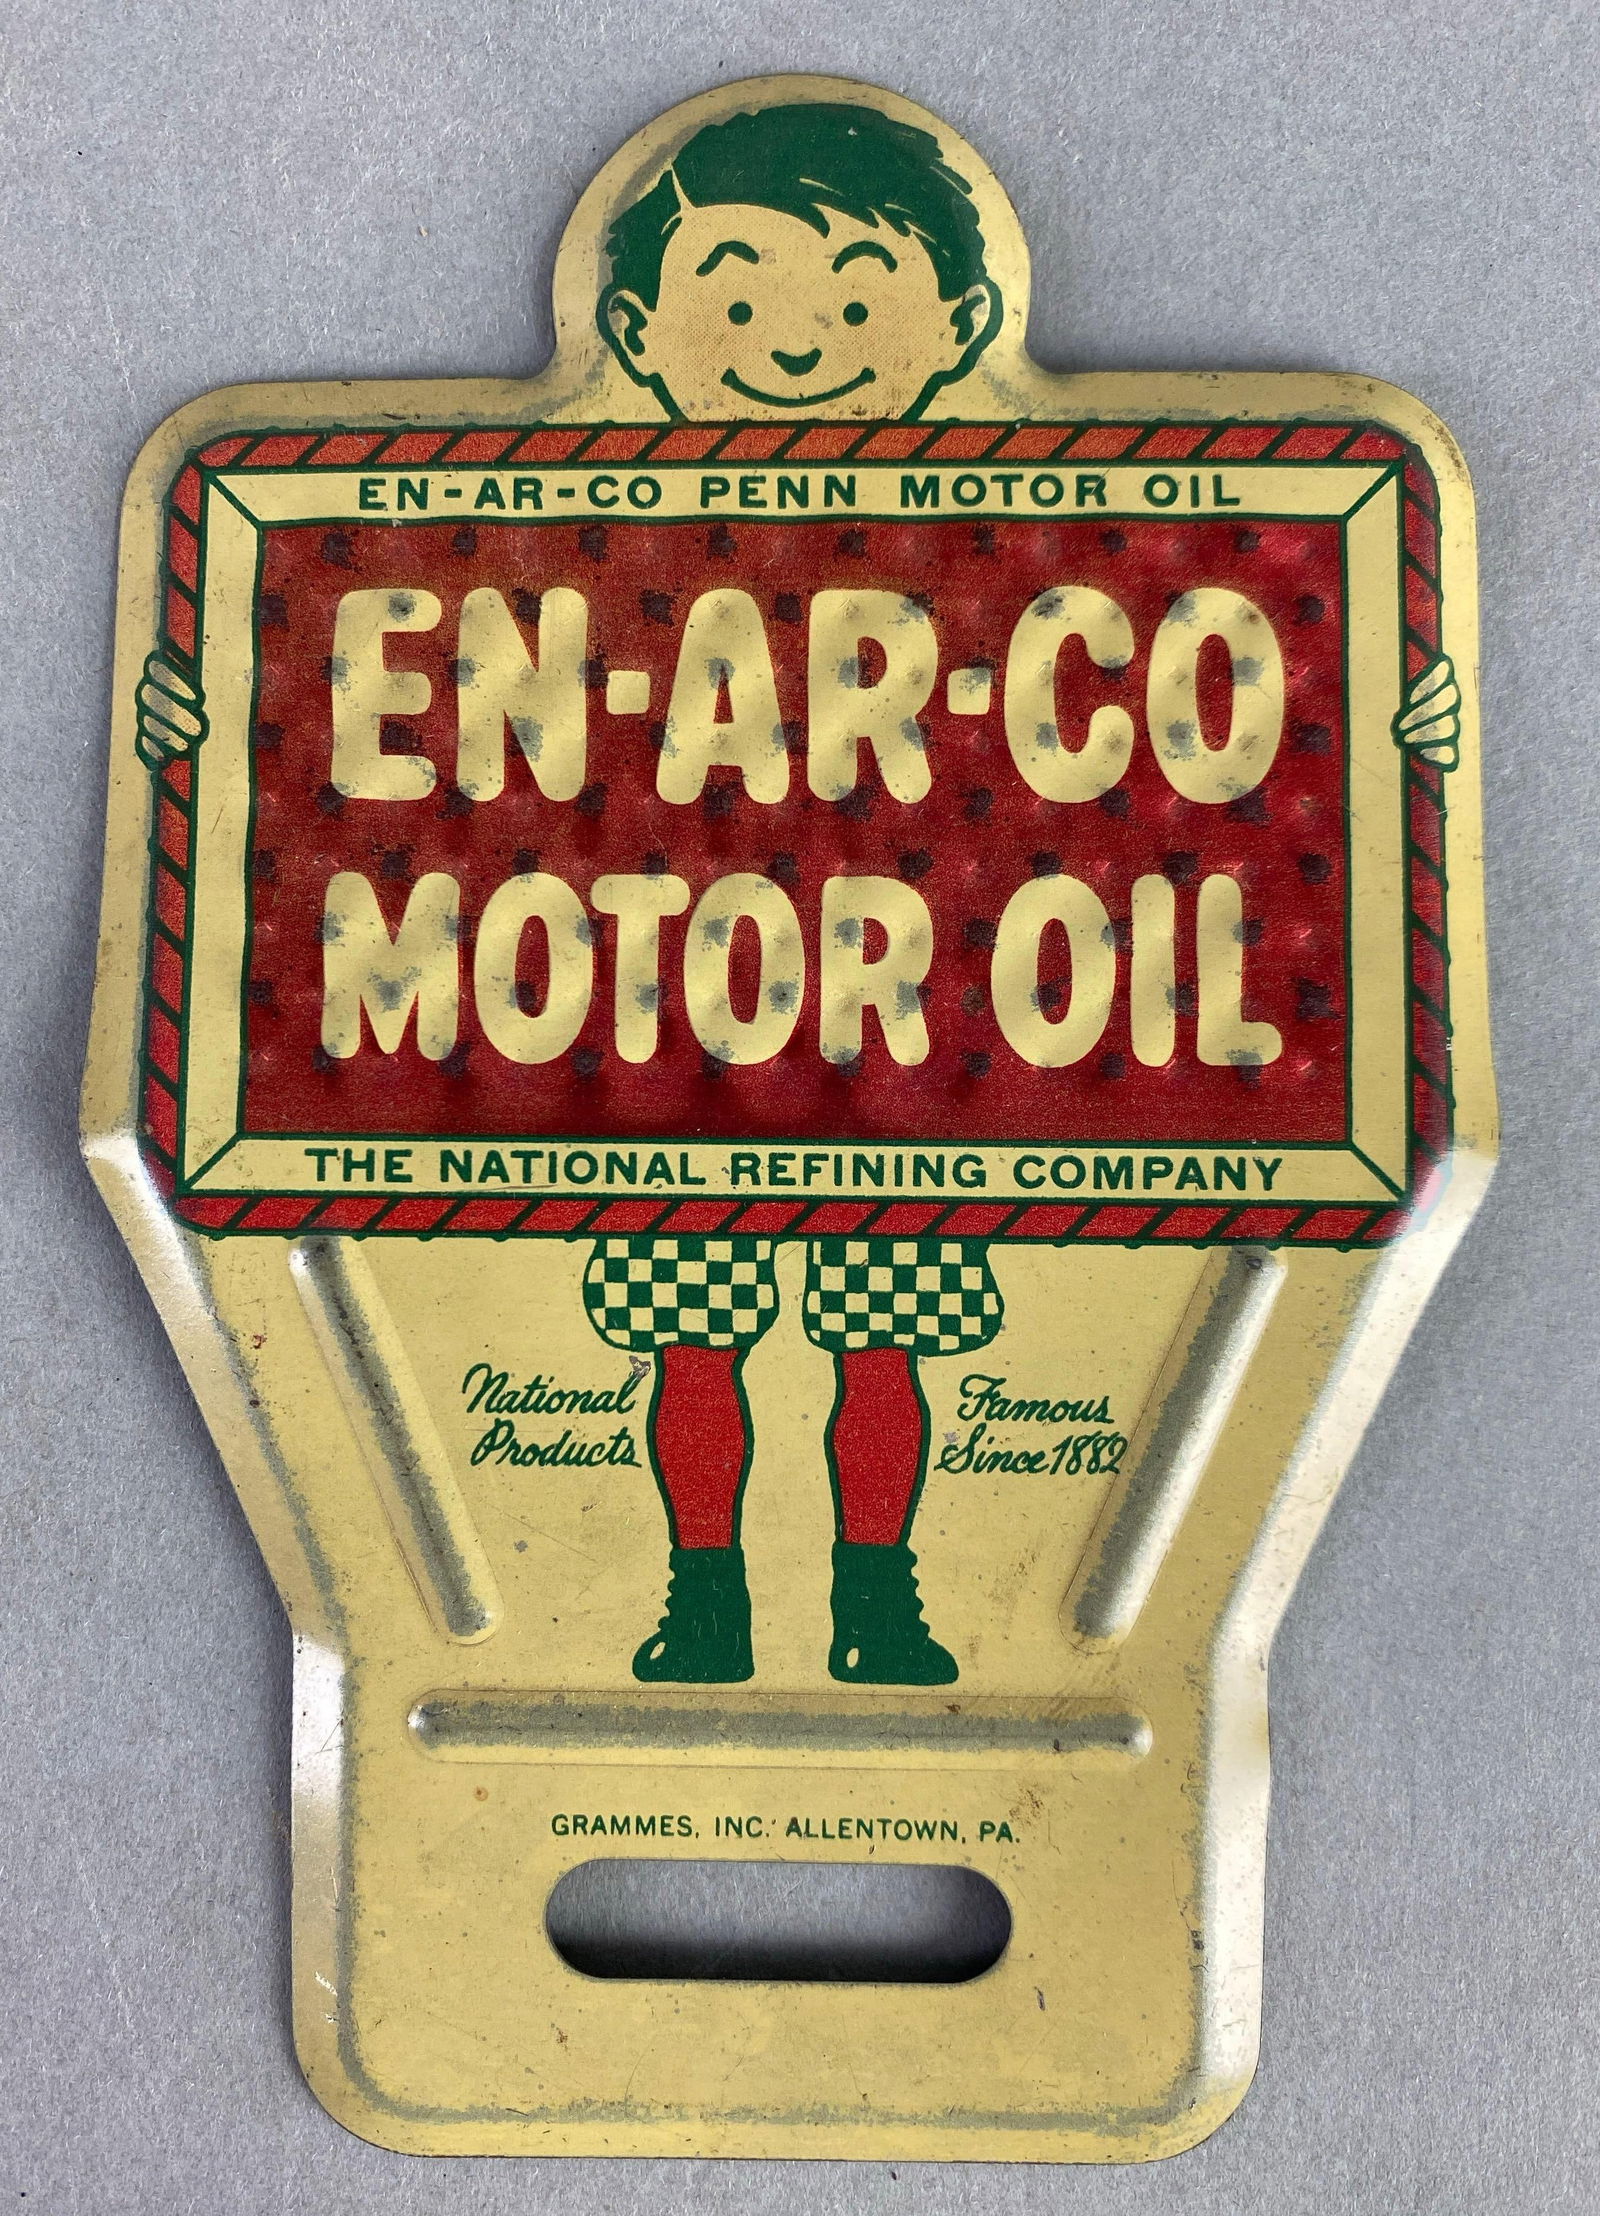 EN-AR-CO PENN MOTOR OIL
EN-AR-CO
MOTOR OIL
THE NATIONAL REFINING COMPANY
National
Products
Famous
Since 1882
GRAMMES, INC. ALLENTOWN, PA.